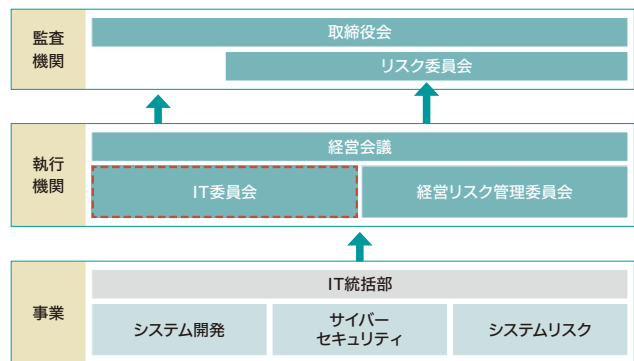 監査
機関
取締役会
リスク委員会
執行
機関
経営会議
IT委員会
経営リスク管理委員会
事業
IT統括部
システム開発
サイバー
セキュリティ
システムリスク